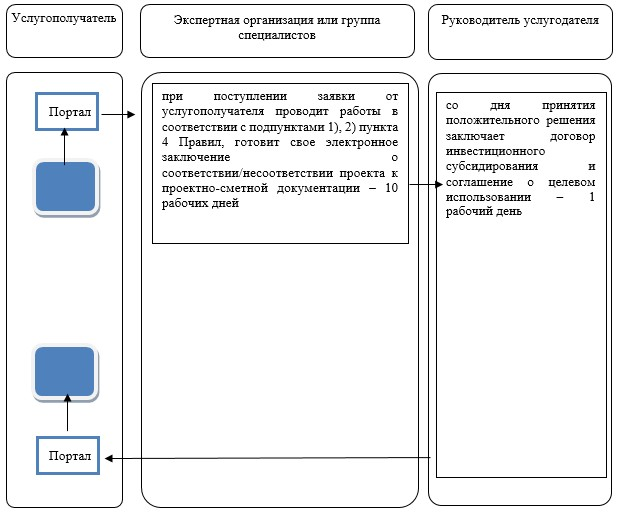 Услугополучатель
Экспертная организация или группа
специалистов
Руководитель услугодателя
Портал
при поступлении заявки от
услугополучателя проводит работы в
соответствии с подпунктами 1), 2) пункта
4 Правил, готовит свое электронное
заключение о
соответствии/несоответствии проекта к
проектно-сметной документации – 10
рабочих дней
со дня принятия
положительного решения
заключает договор
инвестиционного
субсидирования и
соглашение о целевом
использовании – 1
рабочий день
Портал